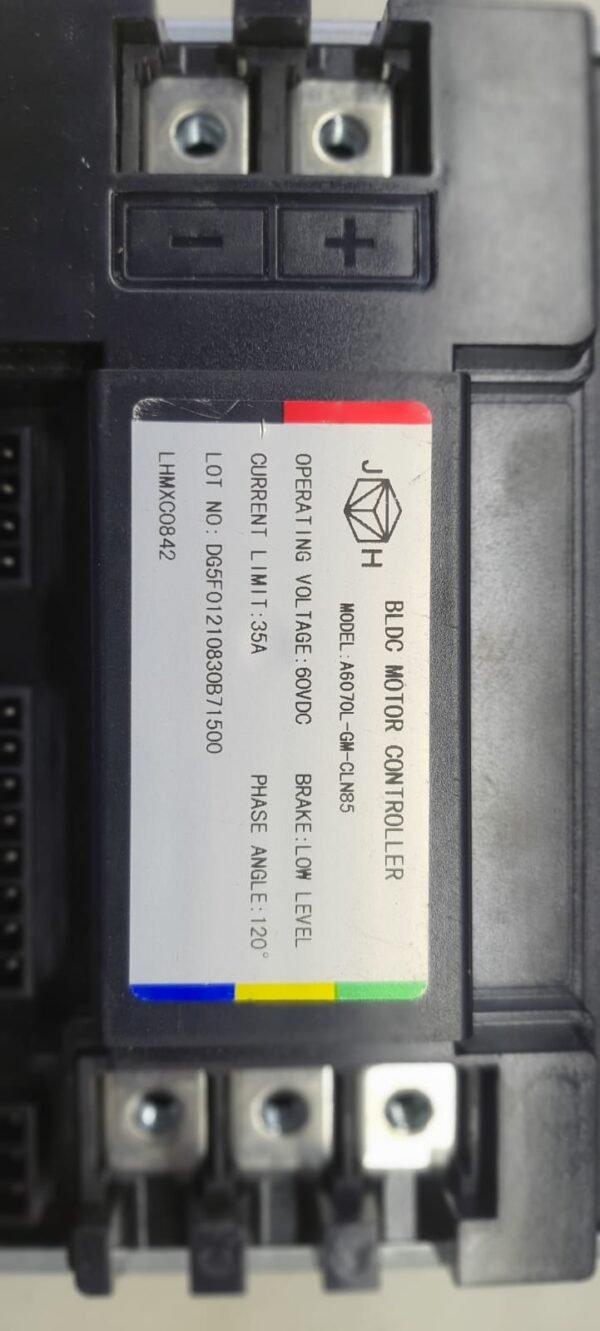 − +
J H
BLDC MOTOR CONTROLLER
MODEL:A6070L-GM-CLN85
OPERATING VOLTAGE:60VDC BRAKE:LOW LEVEL
CURRENT LIMIT:35A PHASE ANGLE:120°
LOT NO: DG5F01210830B71500
LHMXC0842